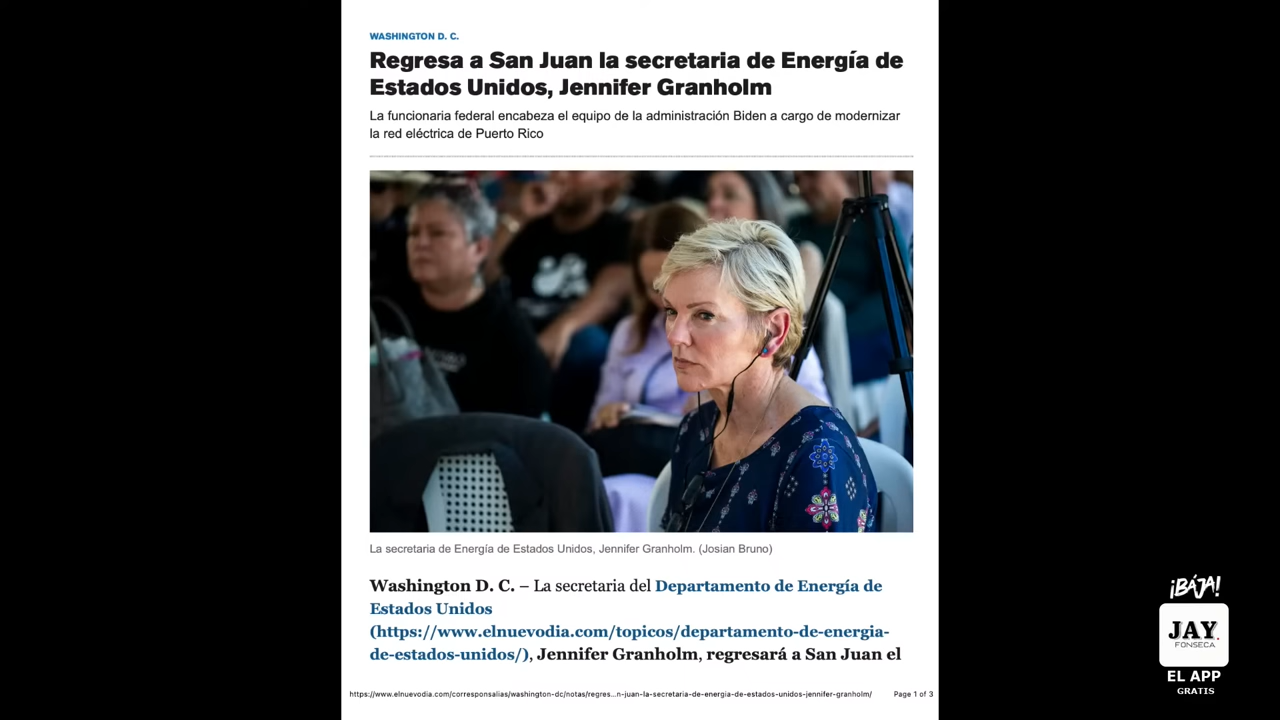 WASHINGTON D. C.
Regresa a San Juan la secretaria de Energía de
Estados Unidos, Jennifer Granholm
La funcionaria federal encabeza el equipo de la administración Biden a cargo de modernizar
la red eléctrica de Puerto Rico
La secretaria de Energía de Estados Unidos, Jennifer Granholm. (Josian Bruno)
Washington D. C. – La secretaria del Departamento de Energía de
Estados Unidos
(https://www.elnuevodia.com/topicos/departamento-de-energia-
de-estados-unidos/), Jennifer Granholm, regresará a San Juan el
https://www.elnuevodia.com/corresponsalias/washington-dc/notas/regres...n-juan-la-secretaria-de-energia-de-estados-unidos-jennifer-granholm/
Page 1 of 3
¡BÁJA!
JAY.
FONSECA
EL APP
GRATIS